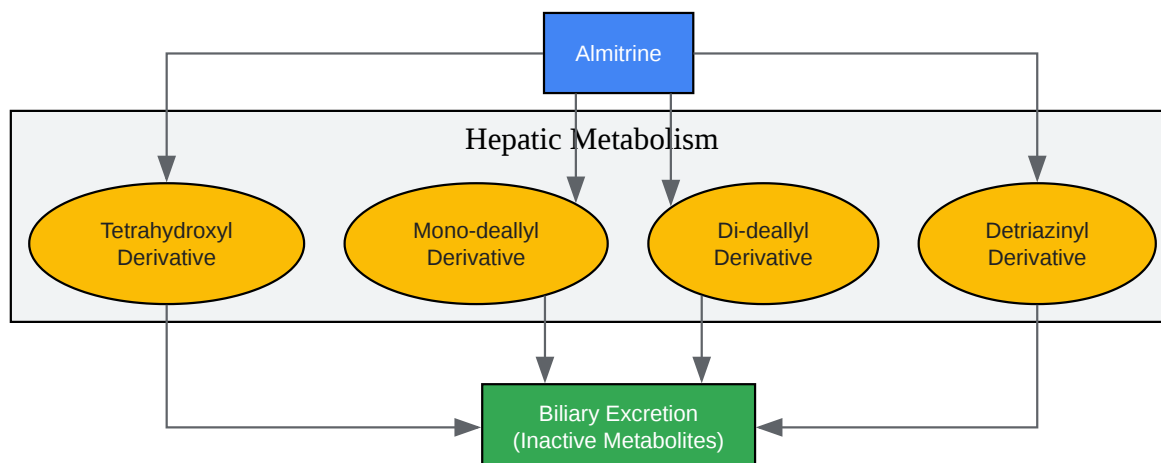 Almitrine
Hepatic Metabolism
Tetrahydroxyl
Derivative
Mono-deallyl
Derivative
Di-deallyl
Derivative
Detriazinyl
Derivative
Biliary Excretion
(Inactive Metabolites)